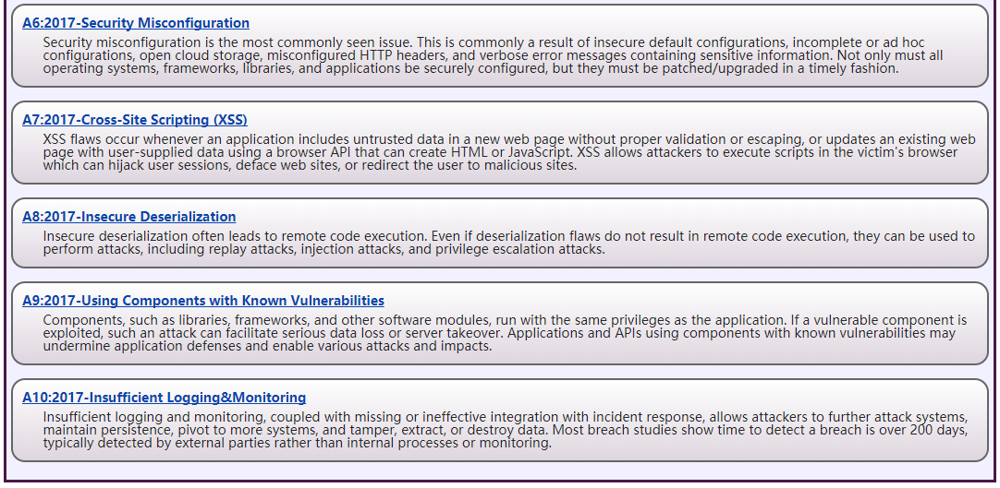 A6:2017-Security Misconfiguration
Security misconfiguration is the most commonly seen issue. This is commonly a result of insecure default configurations, incomplete or ad hoc
configurations, open cloud storage, misconfigured HTTP headers, and verbose error messages containing sensitive information. Not only must all
operating systems, frameworks, libraries, and applications be securely configured, but they must be patched/upgraded in a timely fashion.
A7:2017-Cross-Site Scripting (XSS)
XSS flaws occur whenever an application includes untrusted data in a new web page without proper validation or escaping, or updates an existing web
page with user-supplied data using a browser API that can create HTML or JavaScript. XSS allows attackers to execute scripts in the victim's browser
which can hijack user sessions, deface web sites, or redirect the user to malicious sites.
A8:2017-Insecure Deserialization
Insecure deserialization often leads to remote code execution. Even if deserialization flaws do not result in remote code execution, they can be used to
perform attacks, including replay attacks, injection attacks, and privilege escalation attacks.
A9:2017-Using Components with Known Vulnerabilities
Components, such as libraries, frameworks, and other software modules, run with the same privileges as the application. If a vulnerable component is
exploited, such an attack can facilitate serious data loss or server takeover. Applications and APIs using components with known vulnerabilities may
undermine application defenses and enable various attacks and impacts.
A10:2017-Insufficient Logging&Monitoring
Insufficient logging and monitoring, coupled with missing or ineffective integration with incident response, allows attackers to further attack systems,
maintain persistence, pivot to more systems, and tamper, extract, or destroy data. Most breach studies show time to detect a breach is over 200 days,
typically detected by external parties rather than internal processes or monitoring.